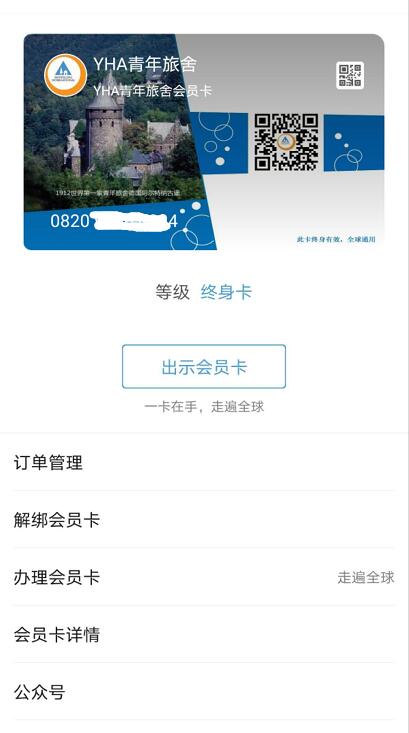 YHA青年旅舍
YHA青年旅舍会员卡
1912世界第一家青年旅舍德国阿尔特纳古堡
0820
4
此卡终身有效，全球通用
等级 终身卡
出示会员卡
一卡在手，走遍全球
订单管理
解绑会员卡
办理会员卡 走遍全球
会员卡详情
公众号